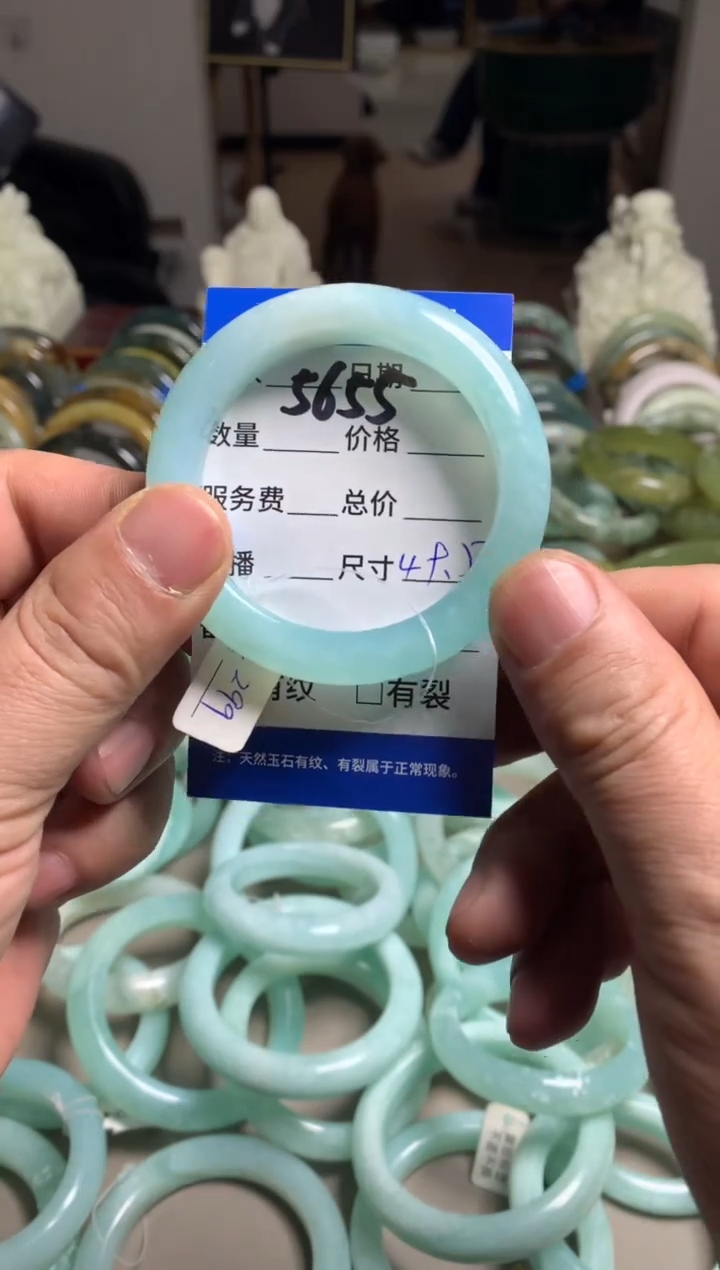 日期
5655
数量 价格
服务费 总价
播 尺寸
有纹 □有裂
299
注：天然玉石有纹、有裂属于正常现象。